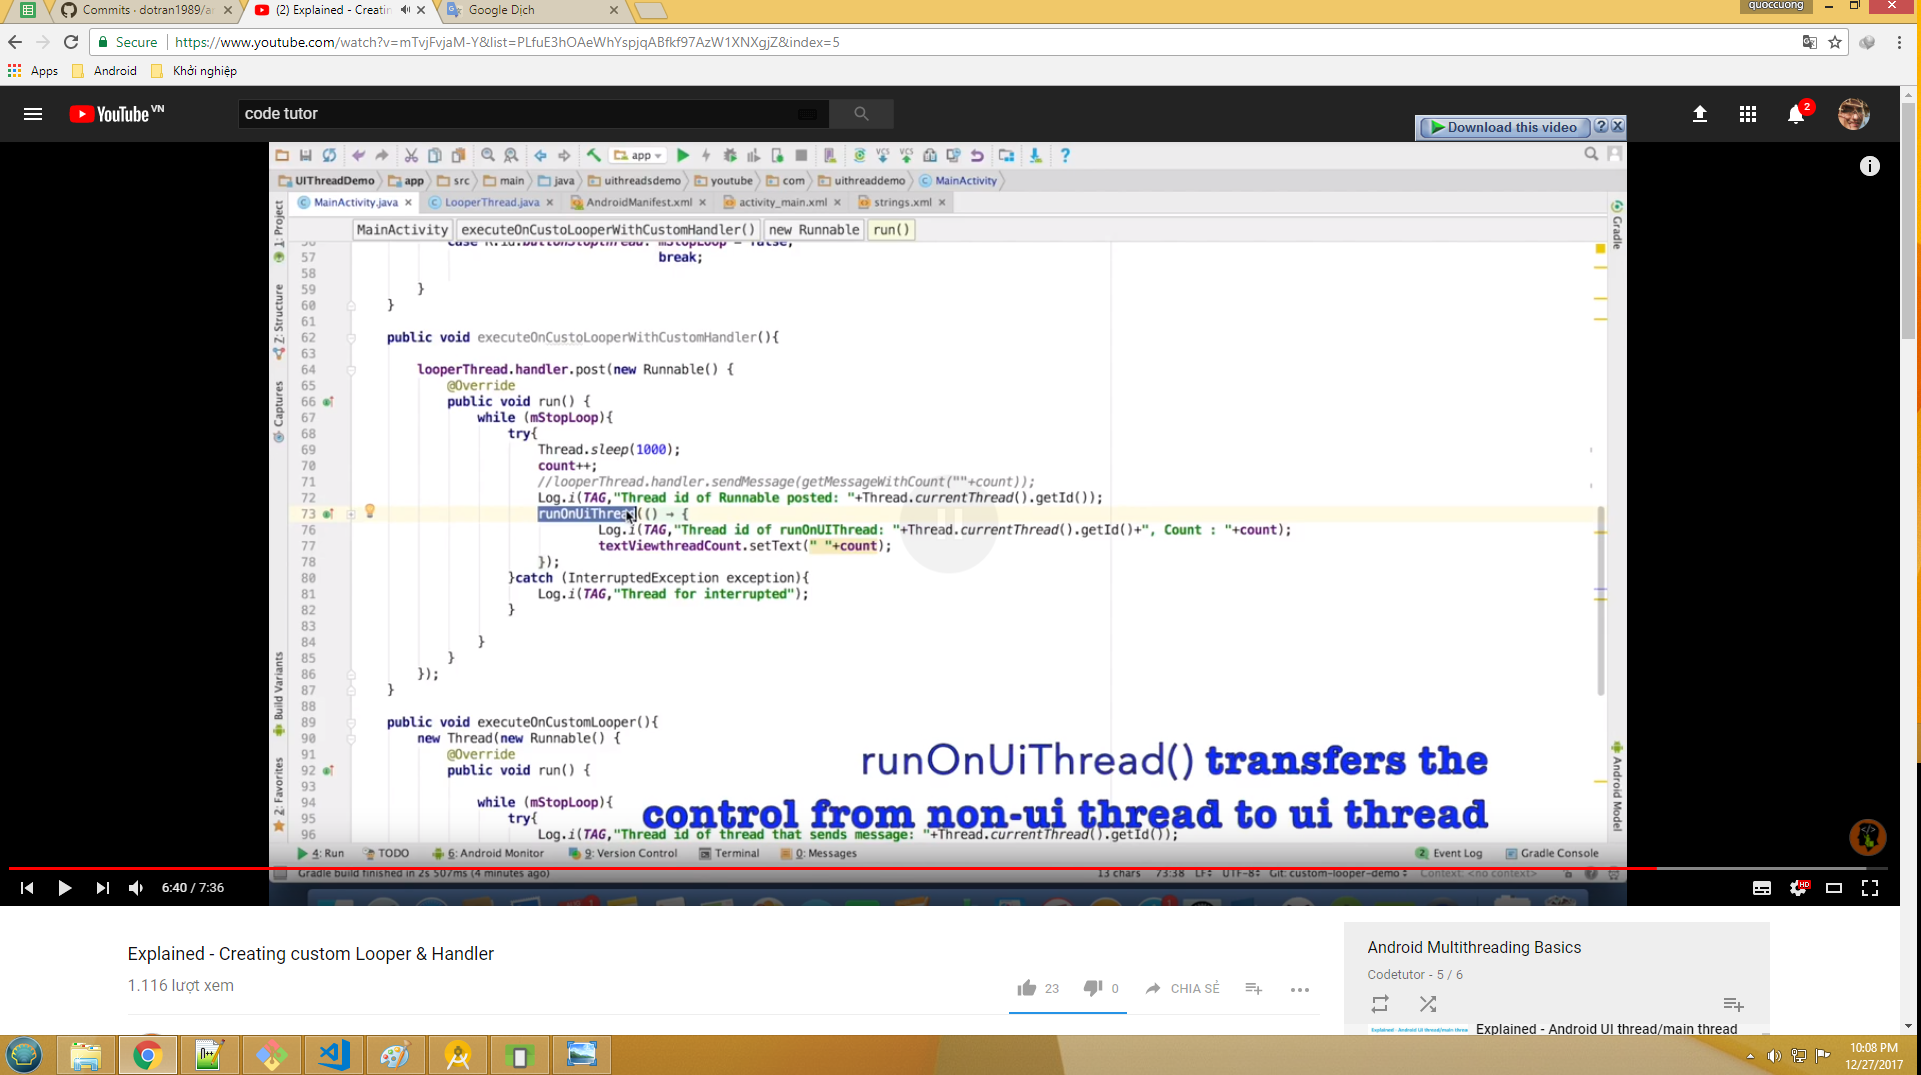 quoccuong
Commits - dotran1989/a
(2) Explained - Creatin
Google Dịch
Secure
https://www.youtube.com/watch?v=mTvjFvjaM-Y&list=PLfuE3hOAeWhYspjqABfkf97AzW1XNXgjZ&index=5
Apps
Android
Khởi nghiệp
YouTube VN
code tutor
2
Download this video
app
UIThreadDemo
app
src
main
java
uithreadsdemo
youtube
com
uithreaddemo
MainActivity
MainActivity.java
LooperThread.java
AndroidManifest.xml
activity_main.xml
strings.xml
MainActivity
executeOnCustoLooperWithCustomHandler()
new Runnable
run()
1: Project
Z: Structure
Captures
Build Variants
2: Favorites
Gradle
Android Model
56 case R.id.buttonStopthread: mStopLoop = false;
57 break;
58
59 }
60 }
61
62 public void executeOnCustoLooperWithCustomHandler(){
63
64 looperThread.handler.post(new Runnable() {
65 @Override
66 public void run() {
67 while (mStopLoop){
68 try{
69 Thread.sleep(1000);
70 count++;
71 //looperThread.handler.sendMessage(getMessageWithCount(""+count));
72 Log.i(TAG,"Thread id of Runnable posted: "+Thread.currentThread().getId());
73 runOnUiThread(() → {
76 Log.i(TAG,"Thread id of runOnUIThread: "+Thread.currentThread().getId()+", Count : "+count);
77 textViewthreadCount.setText(" "+count);
78 });
80 }catch (InterruptedException exception){
81 Log.i(TAG,"Thread for interrupted");
82 }
83
84 }
85 }
86 });
87 }
88
89 public void executeOnCustomLooper(){
90 new Thread(new Runnable() {
91 @Override
92 public void run() {
93
94 while (mStopLoop){
95 try{
96 Log.i(TAG,"Thread id of thread that sends message: "+Thread.currentThread().getId());
runOnUiThread() transfers the
control from non-ui thread to ui thread
4: Run
TODO
6: Android Monitor
9: Version Control
Terminal
0: Messages
2 Event Log
Gradle Console
Gradle build finished in 2s 507ms (4 minutes ago)
13 chars
73:38
LF÷
UTF-8÷
Git: custom-looper-demo÷
Context: <no context>
6:40 / 7:36
HD
Explained - Creating custom Looper & Handler
1.116 lượt xem
23
0
CHIA SẺ
Android Multithreading Basics
Codetutor - 5 / 6
Explained - Android UI thread/main thread
10:08 PM
12/27/2017